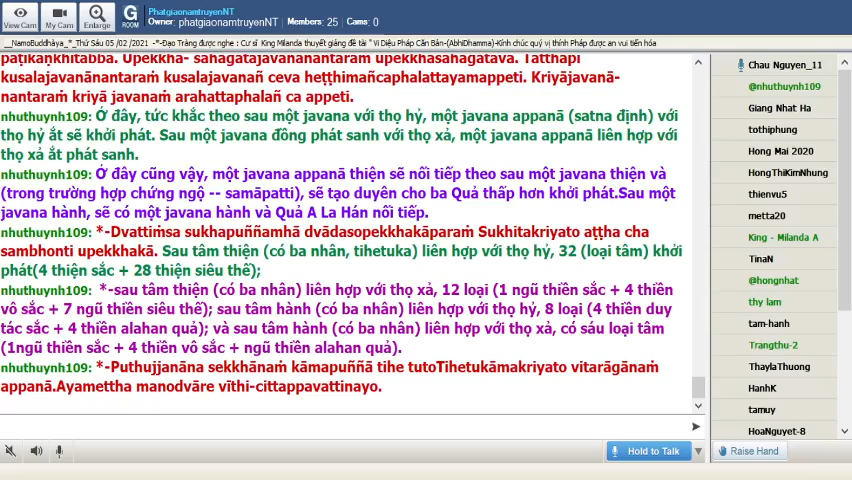 View Cam
My Cam
Enlarge
G
ROOM
PhatgiaonamtruyenNT
Owner: phatgiaonamtruyenNT | Members: 25 | Cams: 0
__NamoBuddhàya_*_Thứ Sáu 05 /02 /2021 -*-Đạo Tràng được nghe : Cư sĩ King Milanda thuyết giảng đề tài " Vi Diệu Pháp Căn Bản-(AbhiDhamma)-Kính chúc quý vị thính Pháp được an vui tiến hóa
paṭikaṇkhitabbā. Upekkhā- sahagatajavanānantaraṁ upekkhāsahagatāva. Tatthāpi
kusalajavanānantaraṁ kusalajavanañ ceva heṭṭhimañcaphalattayamappeti. Kriyājavanā-
nantaraṁ kriyā javanaṁ arahattaphalañ ca appeti.
nhuthuynh109: Ở đây, tức khắc theo sau một javana với thọ hỷ, một javana appanā (satna định) với
thọ hỷ ắt sẽ khởi phát. Sau một javana đồng phát sanh với thọ xả, một javana appanā liên hợp với
thọ xả ắt phát sanh.
nhuthuynh109: Ở đây cũng vậy, một javana appanā thiện sẽ nối tiếp theo sau một javana thiện và
(trong trường hợp chứng ngộ -- samāpatti), sẽ tạo duyên cho ba Quả thấp hơn khởi phát.Sau một
javana hành, sẽ có một javana hành và Quả A La Hán nối tiếp.
nhuthuynh109: *-Dvattiṁsa sukhapuññamhā dvādasopekkhakāparaṁ Sukhitakriyato aṭṭha cha
sambhonti upekkhakā. Sau tâm thiện (có ba nhân, tihetuka) liên hợp với thọ hỷ, 32 (loại tâm) khởi
phát(4 thiện sắc + 28 thiện siêu thế);
nhuthuynh109: *-sau tâm thiện (có ba nhân) liên hợp với thọ xả, 12 loại (1 ngũ thiền sắc + 4 thiền
vô sắc + 7 ngũ thiền siêu thế); sau tâm hành (có ba nhân) liên hợp với thọ hỷ, 8 loại (4 thiền duy
tác sắc + 4 thiền alahan quả); và sau tâm hành (có ba nhân) liên hợp với thọ xả, có sáu loại tâm
(1ngũ thiền sắc + 4 thiền vô sắc + ngũ thiền alahan quả).
nhuthuynh109: *-Puthujjanāna sekkhānaṁ kāmapuññā tihe tutoTihetukāmakriyato vitarāgānaṁ
appanā.Ayamettha manodvāre vīthi-cittappavattinayo.
Chau Nguyen_11
@nhuthuynh109
Giang Nhat Ha
tothiphung
Hong Mai 2020
HongThiKimNhung
thienvu5
metta20
King - Milanda A
TinaN
@hongnhat
thy lam
tam-hanh
Trangthu-2
ThaylaThuong
HanhK
tamuy
HoaNguyet-8
Hold to Talk
Raise Hand